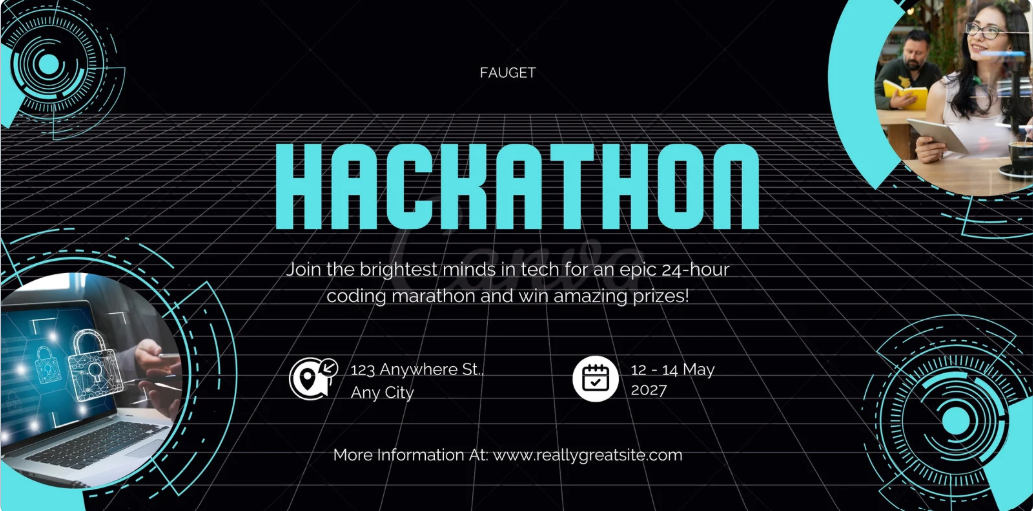 FAUGET
HACKATHON
Canva
Join the brightest minds in tech for an epic 24-hour
coding marathon and win amazing prizes!
123 Anywhere St.,
Any City
12 - 14 May
2027
More Information At: www.reallygreatsite.com